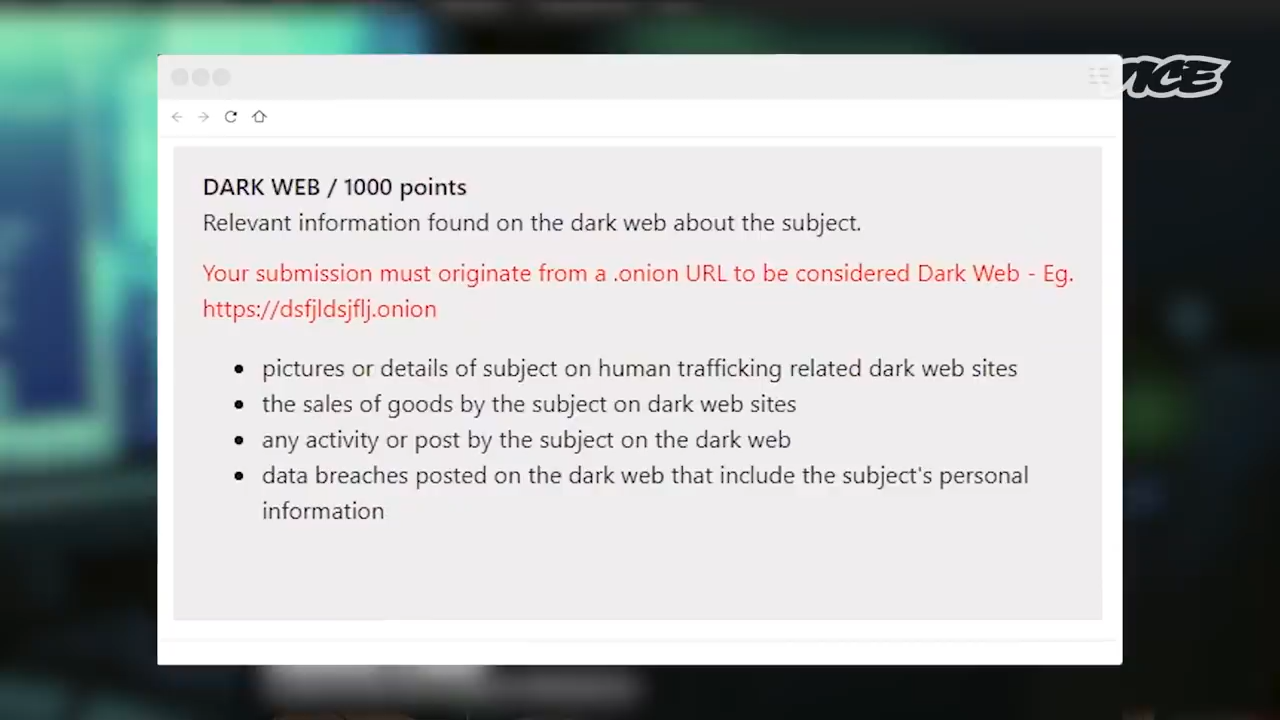 VICE
DARK WEB / 1000 points
Relevant information found on the dark web about the subject.
Your submission must originate from a .onion URL to be considered Dark Web - Eg.
https://dsfjldsjflj.onion
pictures or details of subject on human trafficking related dark web sites
the sales of goods by the subject on dark web sites
any activity or post by the subject on the dark web
data breaches posted on the dark web that include the subject's personal
information